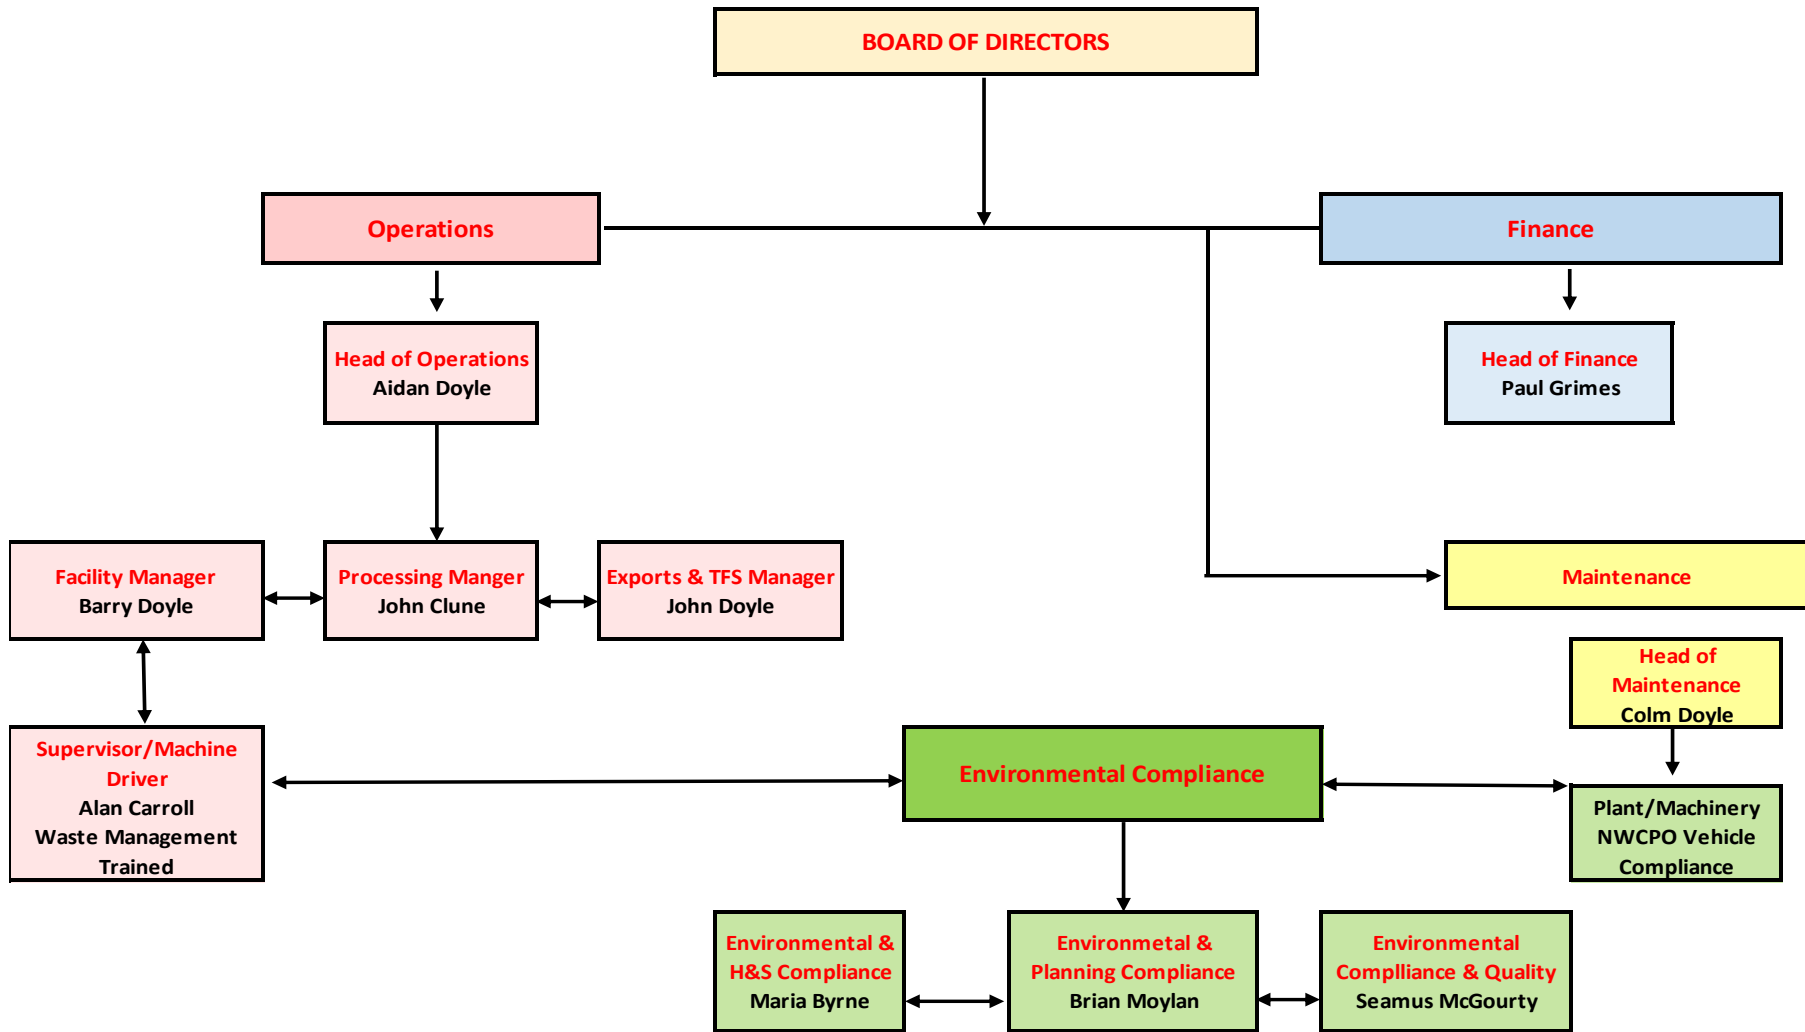 BOARD OF DIRECTORS
Operations
Finance
Head of Operations
Aidan Doyle
Head of Finance
Paul Grimes
Facility Manager
Barry Doyle
Processing Manger
John Clune
Exports & TFS Manager
John Doyle
Maintenance
Head of
Maintenance
Colm Doyle
Supervisor/Machine
Driver
Alan Carroll
Waste Management
Trained
Environmental Compliance
Plant/Machinery
NWCPO Vehicle
Compliance
Environmental &
H&S Compliance
Maria Byrne
Environmetal &
Planning Compliance
Brian Moylan
Environmental
Complliance & Quality
Seamus McGourty